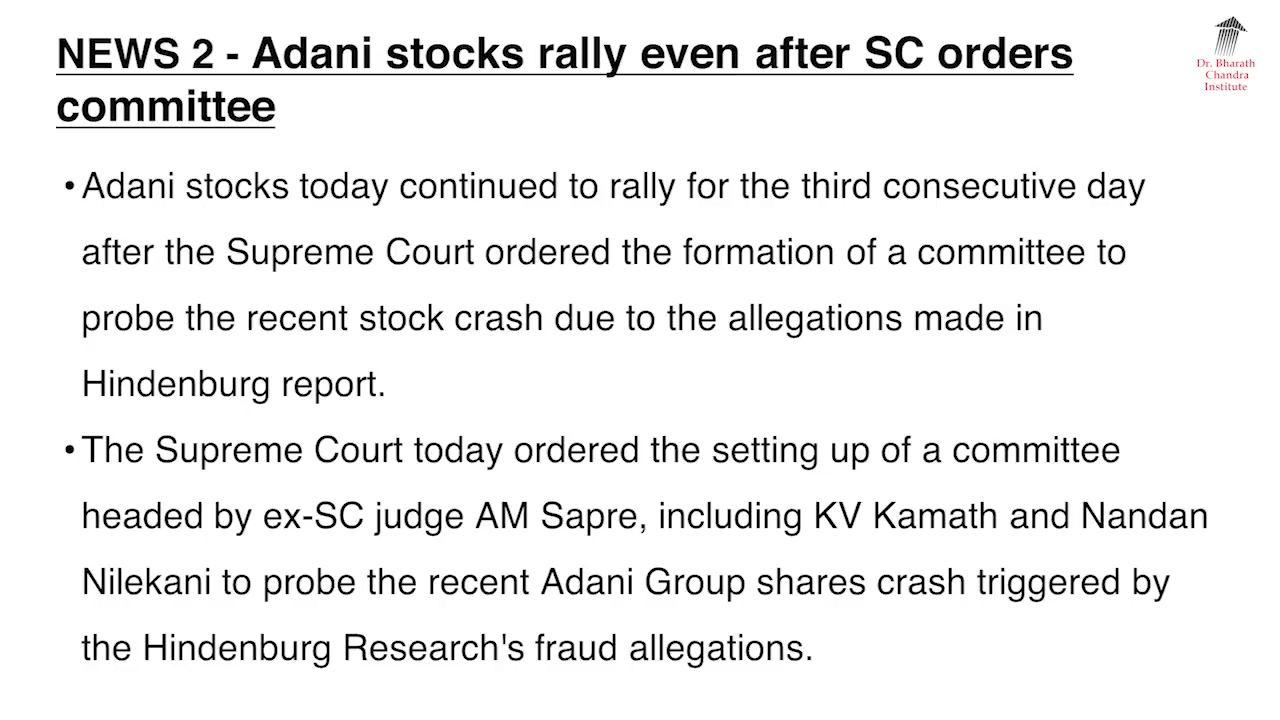 NEWS 2 - Adani stocks rally even after SC orders
committee
Dr. Bharath
Chandra
Institute
• Adani stocks today continued to rally for the third consecutive day
after the Supreme Court ordered the formation of a committee to
probe the recent stock crash due to the allegations made in
Hindenburg report.
• The Supreme Court today ordered the setting up of a committee
headed by ex-SC judge AM Sapre, including KV Kamath and Nandan
Nilekani to probe the recent Adani Group shares crash triggered by
the Hindenburg Research's fraud allegations.